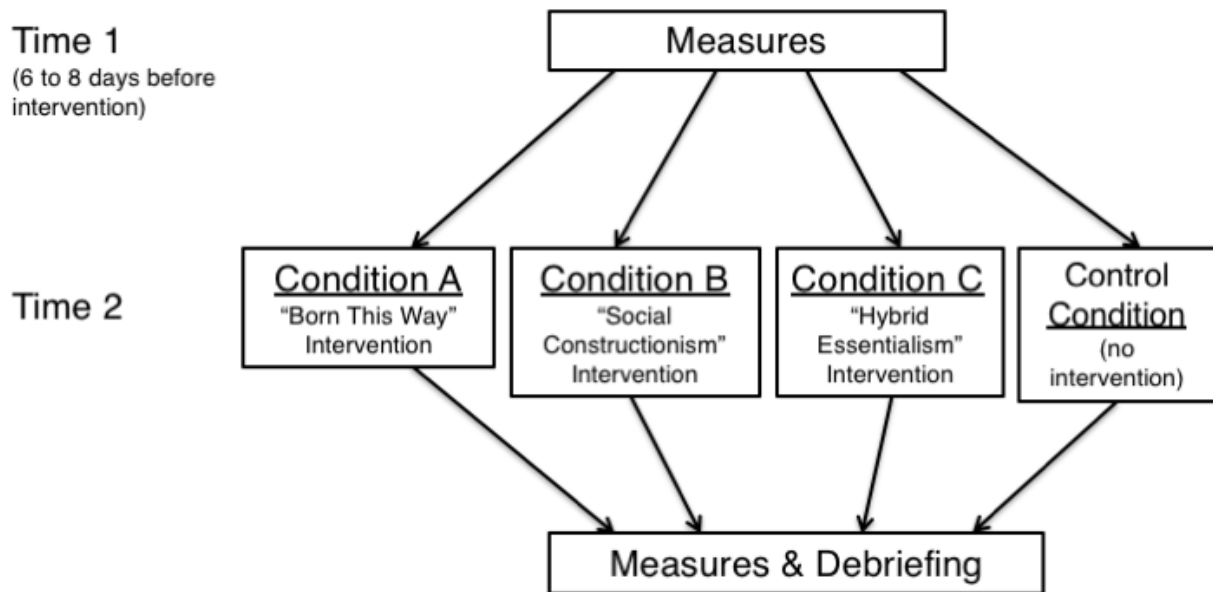 Time 1
(6 to 8 days before
intervention)
Measures
Time 2
Condition A
“Born This Way”
Intervention
Condition B
“Social
Constructionism”
Intervention
Condition C
“Hybrid
Essentialism”
Intervention
Control
Condition
(no
intervention)
Measures & Debriefing